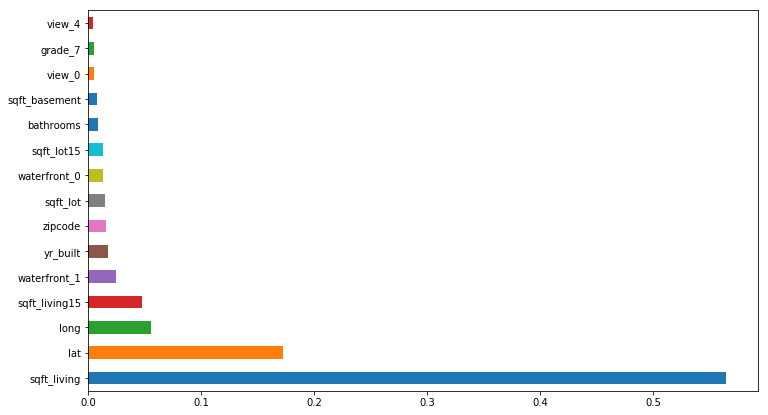 view_4
grade_7
view_0
sqft_basement
bathrooms
sqft_lot15
waterfront_0
sqft_lot
zipcode
yr_built
waterfront_1
sqft_living15
long
lat
sqft_living
0.0 0.1 0.2 0.3 0.4 0.5